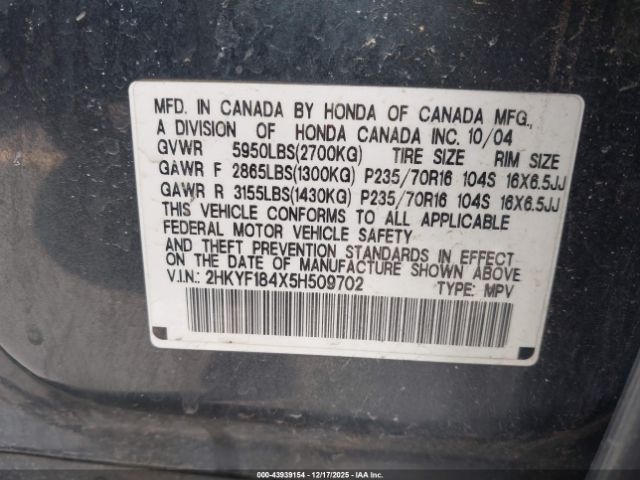 MFD. IN CANADA BY HONDA OF CANADA MFG.,
A DIVISION OF HONDA CANADA INC. 10/04
GVWR 5950LBS(2700KG) TIRE SIZE RIM SIZE
GAWR F 2865LBS(1300KG) P235/70R16 104S 16X6.5JJ
GAWR R 3155LBS(1430KG) P235/70R16 104S 16X6.5JJ
THIS VEHICLE CONFORMS TO ALL APPLICABLE
FEDERAL MOTOR VEHICLE SAFETY
AND THEFT PREVENTION STANDARDS IN EFFECT
ON THE DATE OF MANUFACTURE SHOWN ABOVE
V.I.N.: 2HKYF184X5H509702 TYPE: MPV
000-43939154 - 12/17/2025 - IAA Inc.